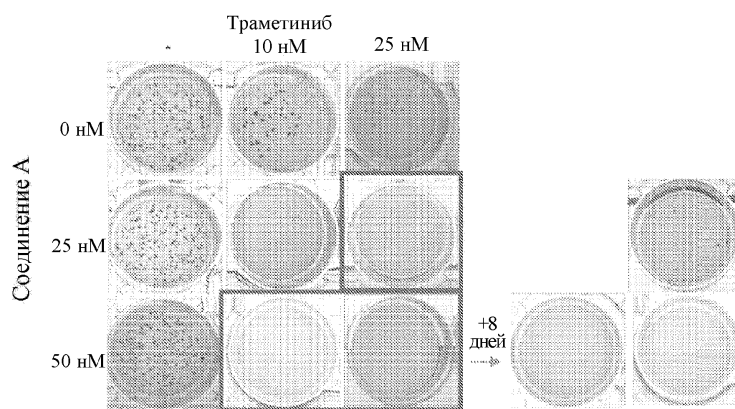 Траметиниб
-
10 нМ
25 нМ
Соединение А
0 нМ
25 нМ
50 нМ
+8
дней